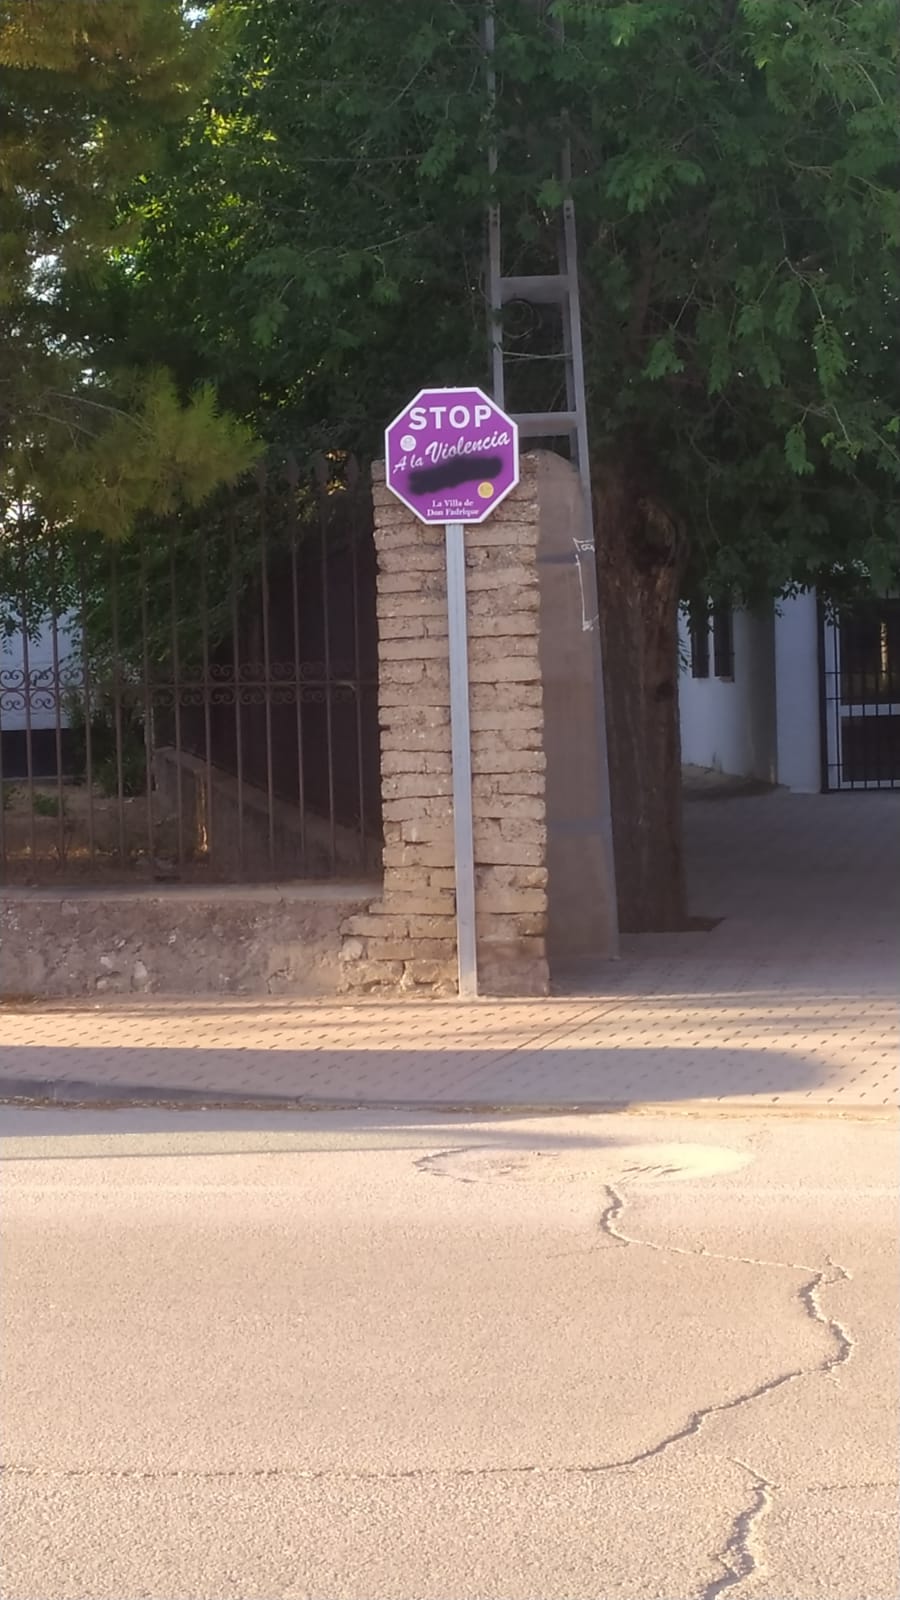 STOP
A la Violencia
La Villa de
Don Fadrique